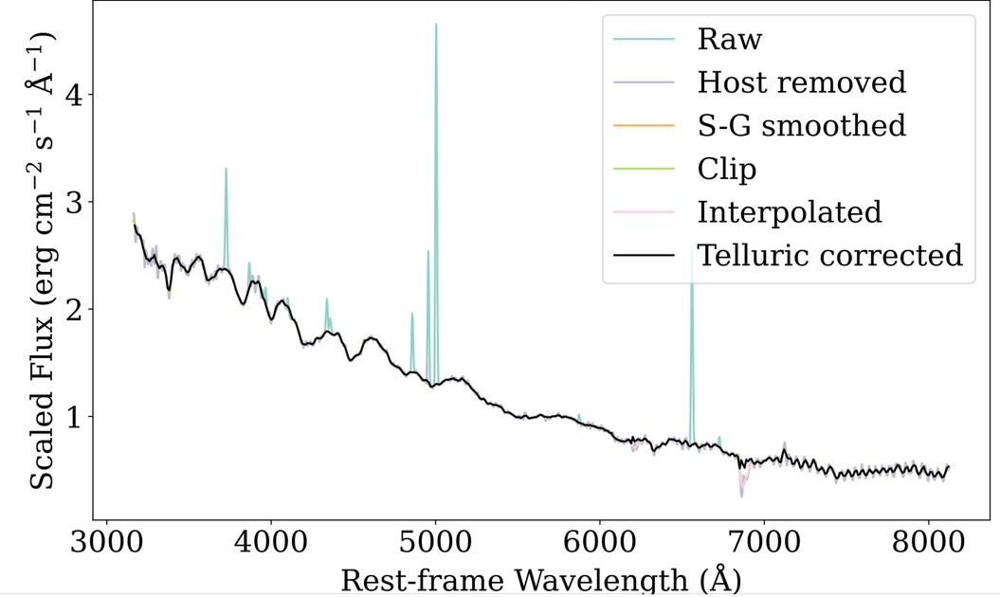 Raw
Host removed
S-G smoothed
Clip
Interpolated
Telluric corrected
4
3
2
1
3000 4000 5000 6000 7000 8000
Rest-frame Wavelength (Å)
Scaled Flux (erg cm⁻² s⁻¹ Å⁻¹)